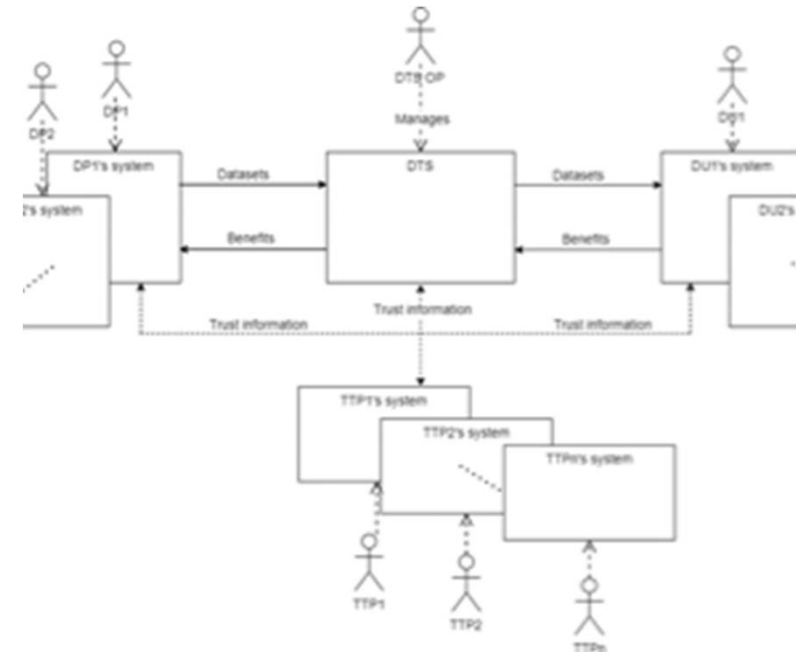 DTS OP
DP1
DP2
DU1
Manages
DP1's system
DTS
DU1's system
2's system
DU2's
Datasets
Datasets
Benefits
Benefits
Trust information
Trust information
Trust information
TTP1's system
TTP2's system
TTPn's system
TTP1
TTP2
TTPn